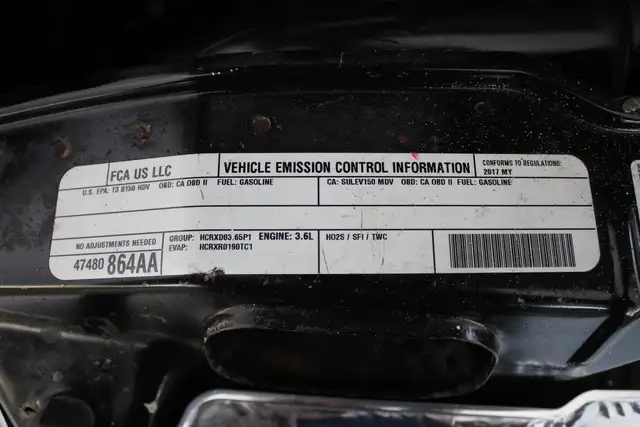 FCA US LLC
VEHICLE EMISSION CONTROL INFORMATION
CONFORMS TO REGULATIONS:
2017 MY
U.S. EPA: T3 B150 HDV OBD: CA OBD II FUEL: GASOLINE
CA: SULEV150 MDV OBD: CA OBD II FUEL: GASOLINE
NO ADJUSTMENTS NEEDED
47480 864AA
GROUP: HCRXD03.65P1 ENGINE: 3.6L
EVAP: HCRXR0190TC1
HO2S / SFI / TWC